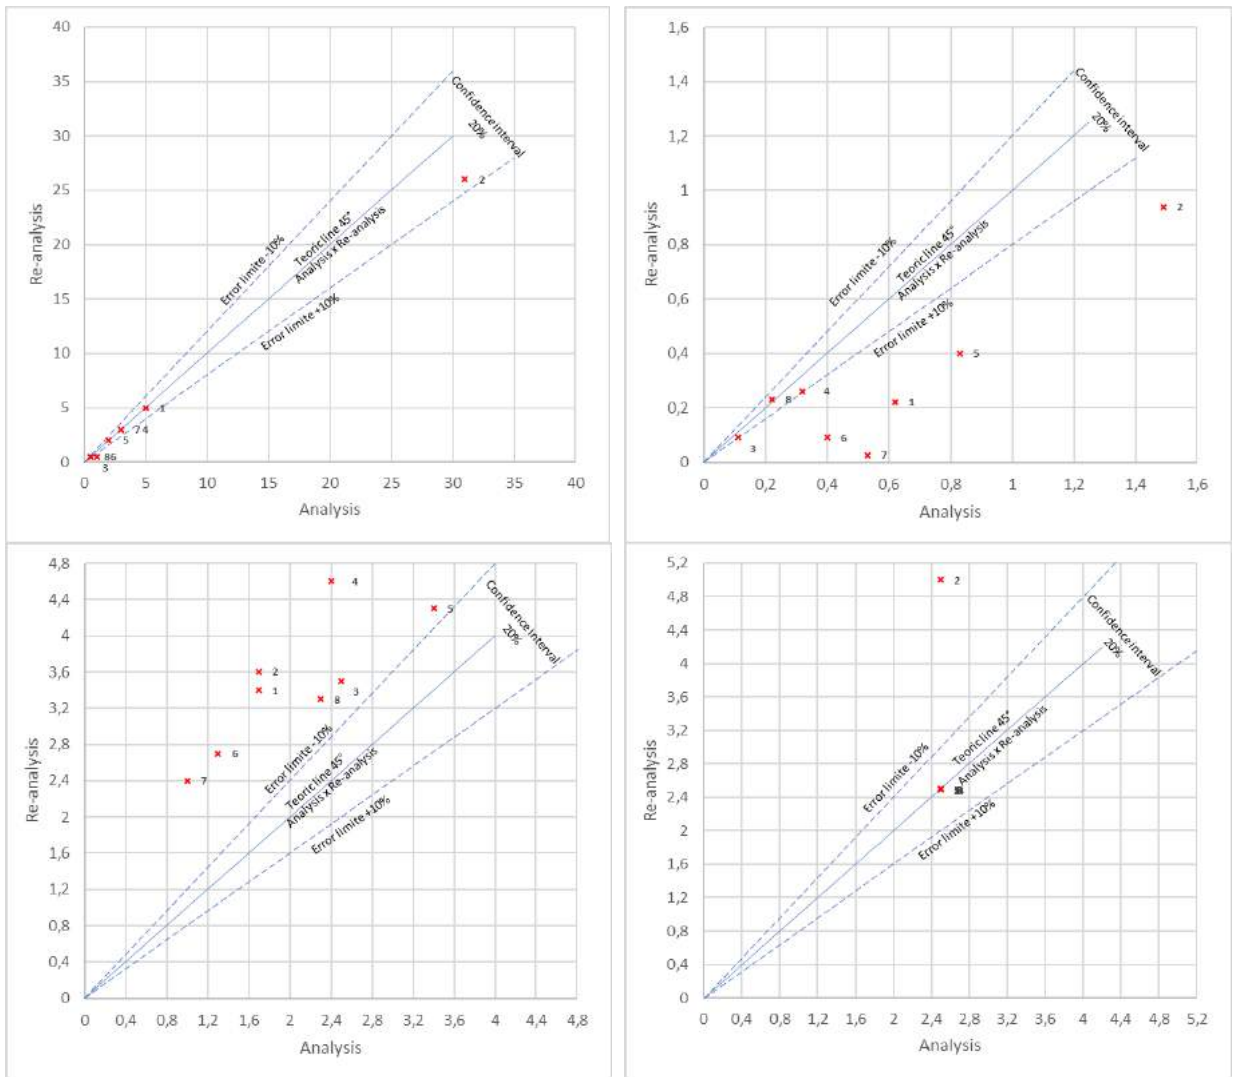 40
35
30
25
20
15
10
5
0
Re-analysis
0 5 10 15 20 25 30 35 40
Analysis
Confidence interval
20%
Error limite -10%
Teoric line 45°
Analysis x Re-analysis
Error limite +10%
2
1
7 4
5
86
3
1,6
1,4
1,2
1
0,8
0,6
0,4
0,2
0
Re-analysis
0 0,2 0,4 0,6 0,8 1 1,2 1,4 1,6
Analysis
Confidence interval
20%
Error limite -10%
Teoric line 45°
Analysis x Re-analysis
Error limite +10%
2
5
8
4
1
3
6
7
4,8
4,4
4
3,6
3,2
2,8
2,4
2
1,6
1,2
0,8
0,4
0
Re-analysis
0 0,4 0,8 1,2 1,6 2 2,4 2,8 3,2 3,6 4 4,4 4,8
Analysis
Confidence interval
20%
Error limite -10%
Teoric line 45°
Analysis x Re-analysis
Error limite +10%
4
5
2
1
3
8
6
7
5,2
4,8
4,4
4
3,6
3,2
2,8
2,4
2
1,6
1,2
0,8
0,4
0
Re-analysis
0 0,4 0,8 1,2 1,6 2 2,4 2,8 3,2 3,6 4 4,4 4,8 5,2
Analysis
Confidence interval
20%
Error limite -10%
Teoric line 45°
Analysis x Re-analysis
Error limite +10%
2